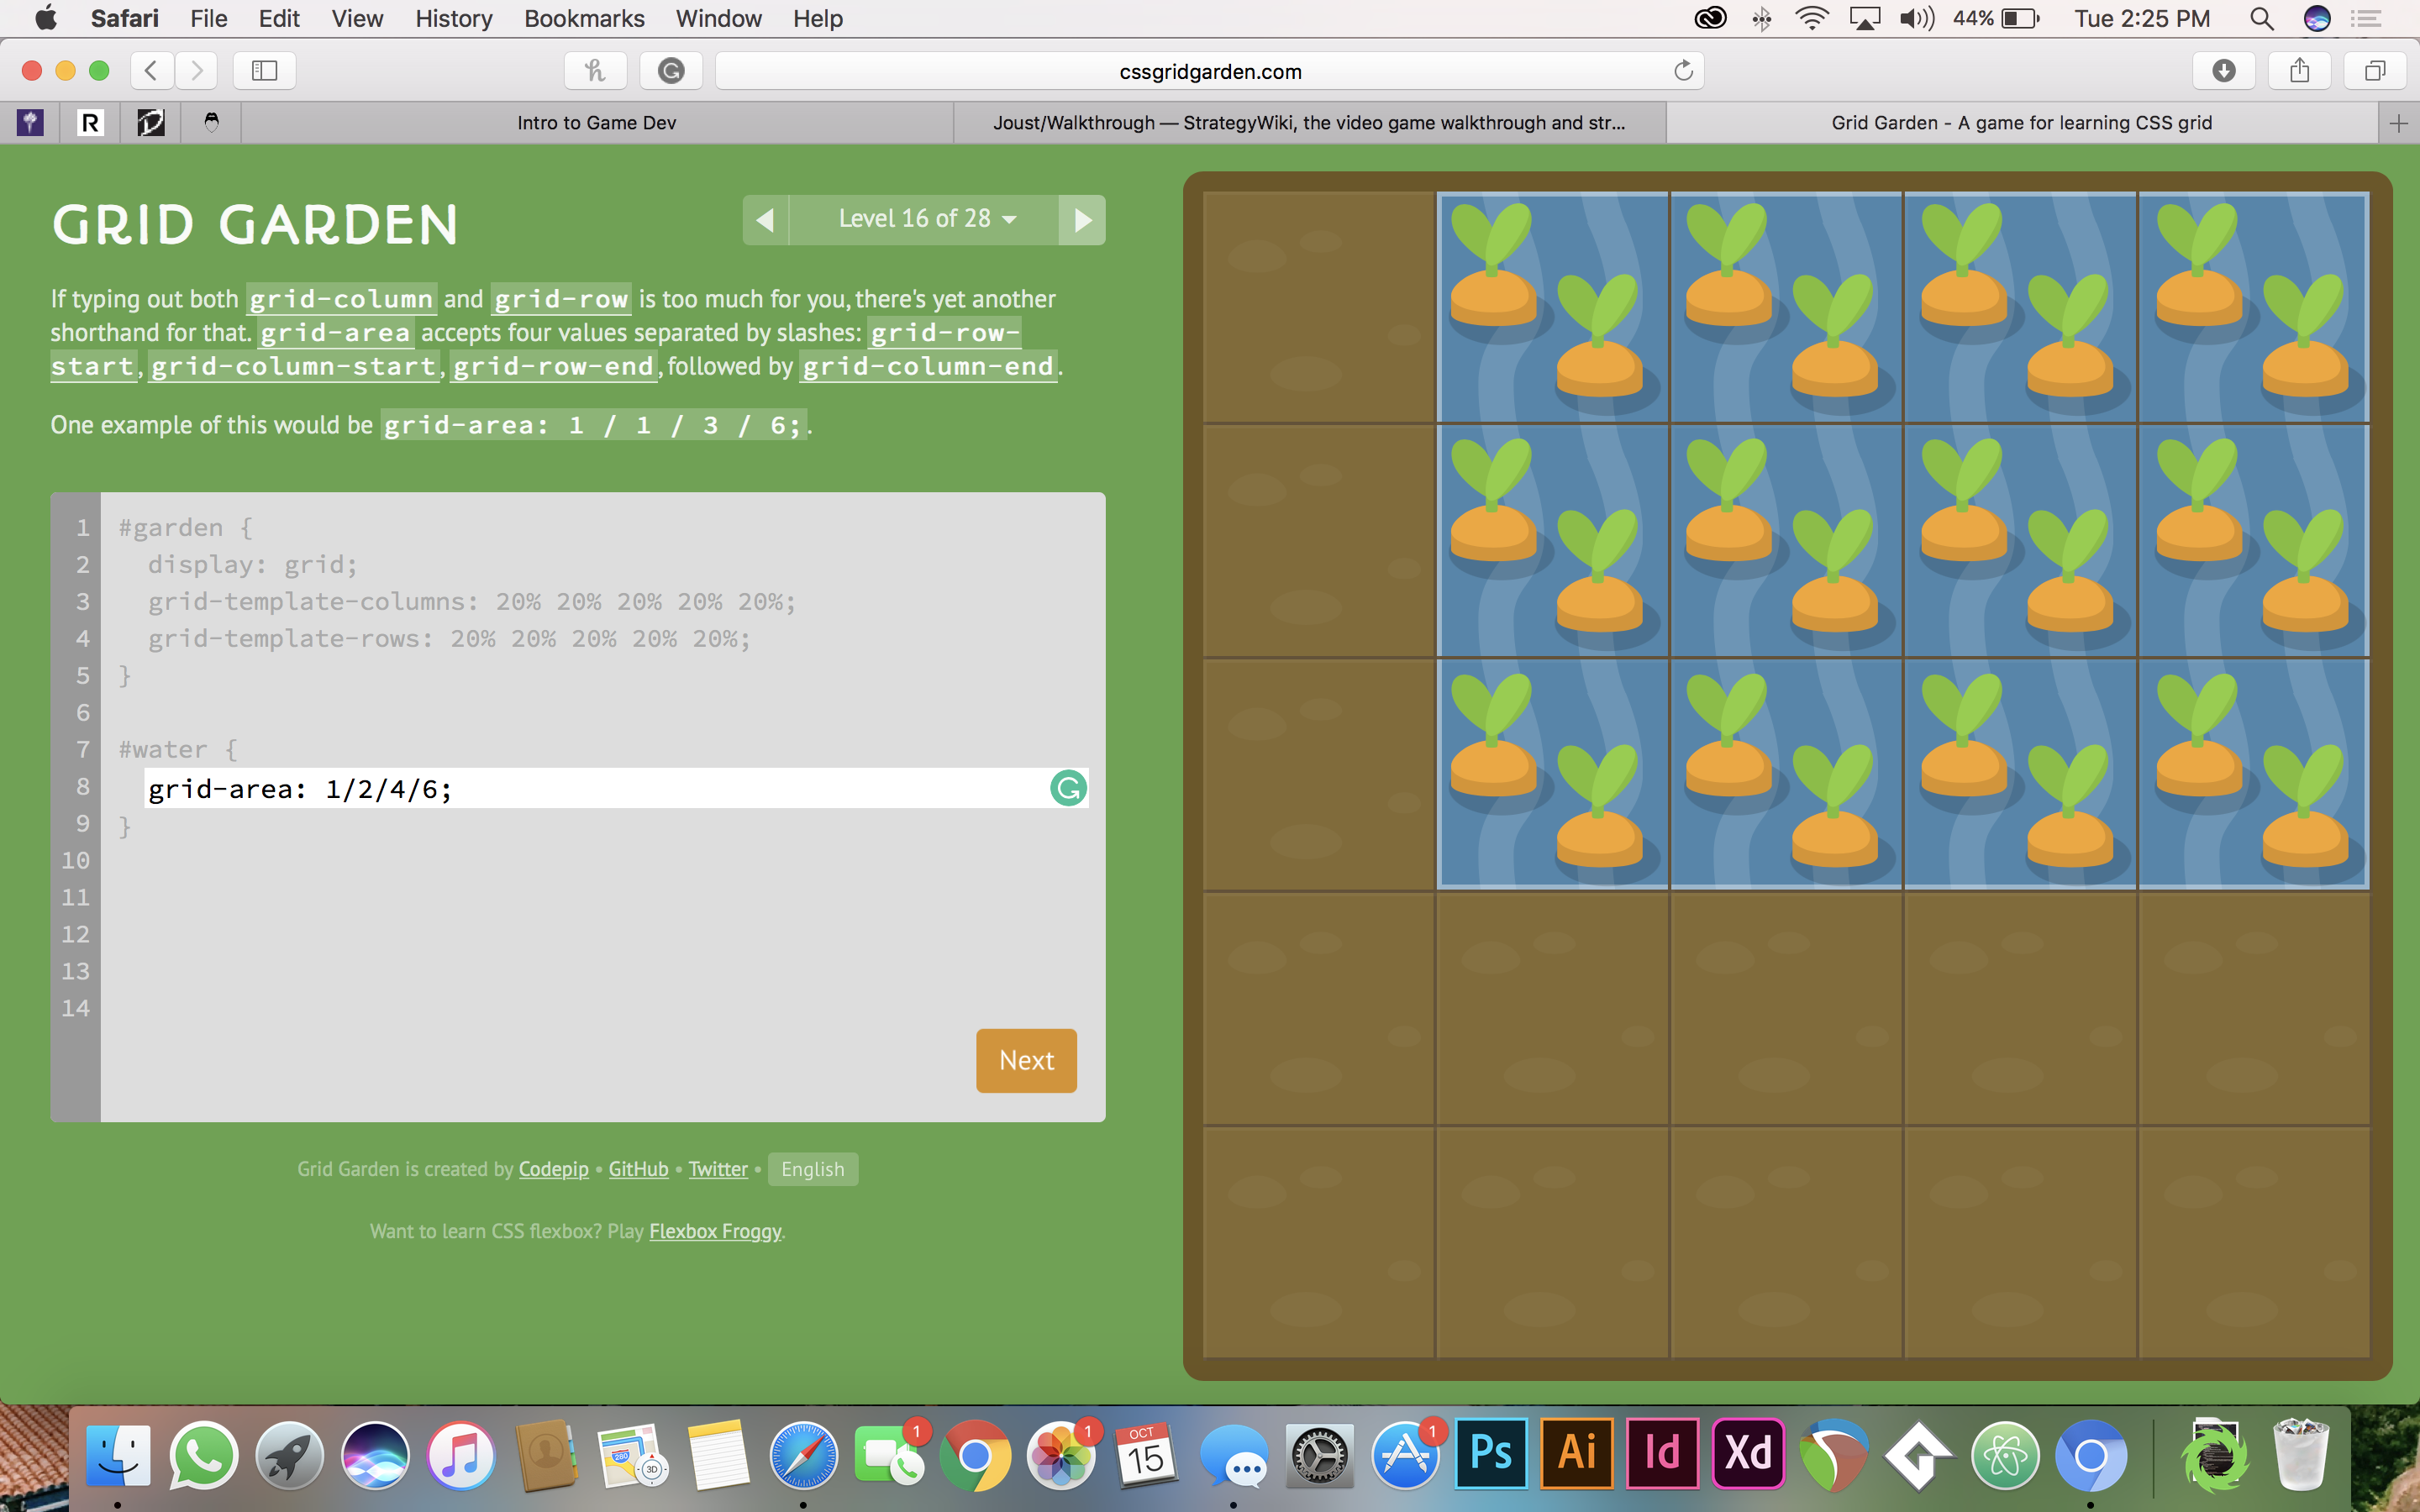 Safari File Edit View History Bookmarks Window Help 44% Tue 2:25 PM
cssgridgarden.com
R Intro to Game Dev Joust/Walkthrough — StrategyWiki, the video game walkthrough and str... Grid Garden - A game for learning CSS grid
GRID GARDEN
Level 16 of 28
If typing out both grid-column and grid-row is too much for you, there's yet another
shorthand for that. grid-area accepts four values separated by slashes: grid-row-
start, grid-column-start, grid-row-end, followed by grid-column-end.
One example of this would be grid-area: 1 / 1 / 3 / 6;.
1 #garden {
2 display: grid;
3 grid-template-columns: 20% 20% 20% 20% 20%;
4 grid-template-rows: 20% 20% 20% 20% 20%;
5 }
6
7 #water {
8 grid-area: 1/2/4/6;
9 }
10
11
12
13
14
Next
Grid Garden is created by Codepip • GitHub • Twitter • English
Want to learn CSS flexbox? Play Flexbox Froggy.
280 3D 1 1 OCT 15 1 Ps Ai Id Xd